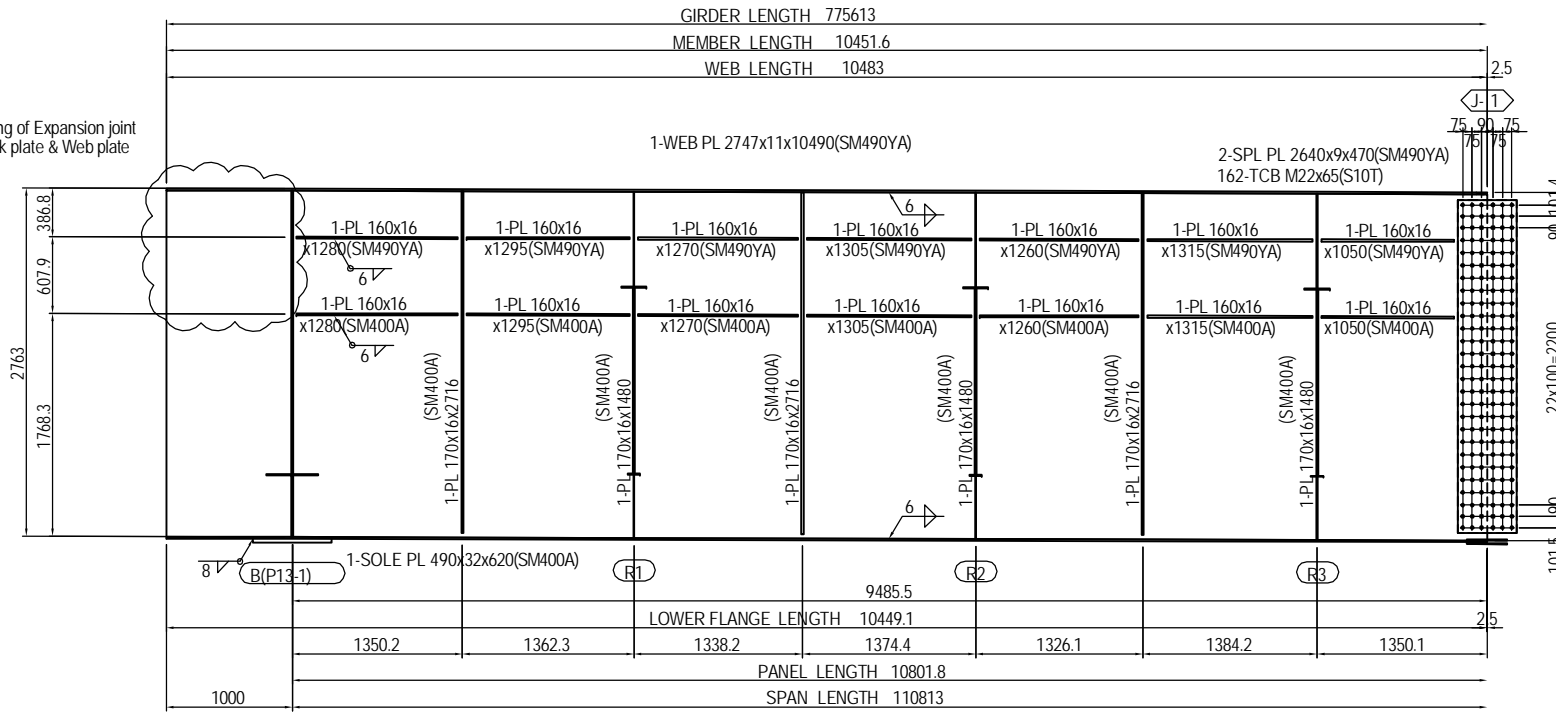 GIRDER LENGTH 775613
MEMBER LENGTH 10451.6
WEB LENGTH 10483
2.5
J-1
ng of Expansion joint
k plate & Web plate
75 90 75
75 75
1-WEB PL 2747x11x10490(SM490YA)
2-SPL PL 2640x9x470(SM490YA)
162-TCB M22x65(S10T)
386.8
607.9
1768.3
2763
6
1-PL 160x16
x1280(SM490YA)
1-PL 160x16
x1295(SM490YA)
1-PL 160x16
x1270(SM490YA)
1-PL 160x16
x1305(SM490YA)
1-PL 160x16
x1260(SM490YA)
1-PL 160x16
x1315(SM490YA)
1-PL 160x16
x1050(SM490YA)
6
1-PL 160x16
x1280(SM400A)
1-PL 160x16
x1295(SM400A)
1-PL 160x16
x1270(SM400A)
1-PL 160x16
x1305(SM400A)
1-PL 160x16
x1260(SM400A)
1-PL 160x16
x1315(SM400A)
1-PL 160x16
x1050(SM400A)
6
1-PL 170x16x2716
(SM400A)
1-PL 170x16x1480
(SM400A)
1-PL 170x16x2716
(SM400A)
1-PL 170x16x1480
(SM400A)
1-PL 170x16x2716
(SM400A)
1-PL 170x16x1480
(SM400A)
90
22x100=2200
90
101.5
6
8
1-SOLE PL 490x32x620(SM400A)
B(P13-1)
R1
R2
R3
9485.5
LOWER FLANGE LENGTH 10449.1
2.5
1350.2
1362.3
1338.2
1374.4
1326.1
1384.2
1350.1
PANEL LENGTH 10801.8
1000
SPAN LENGTH 110813